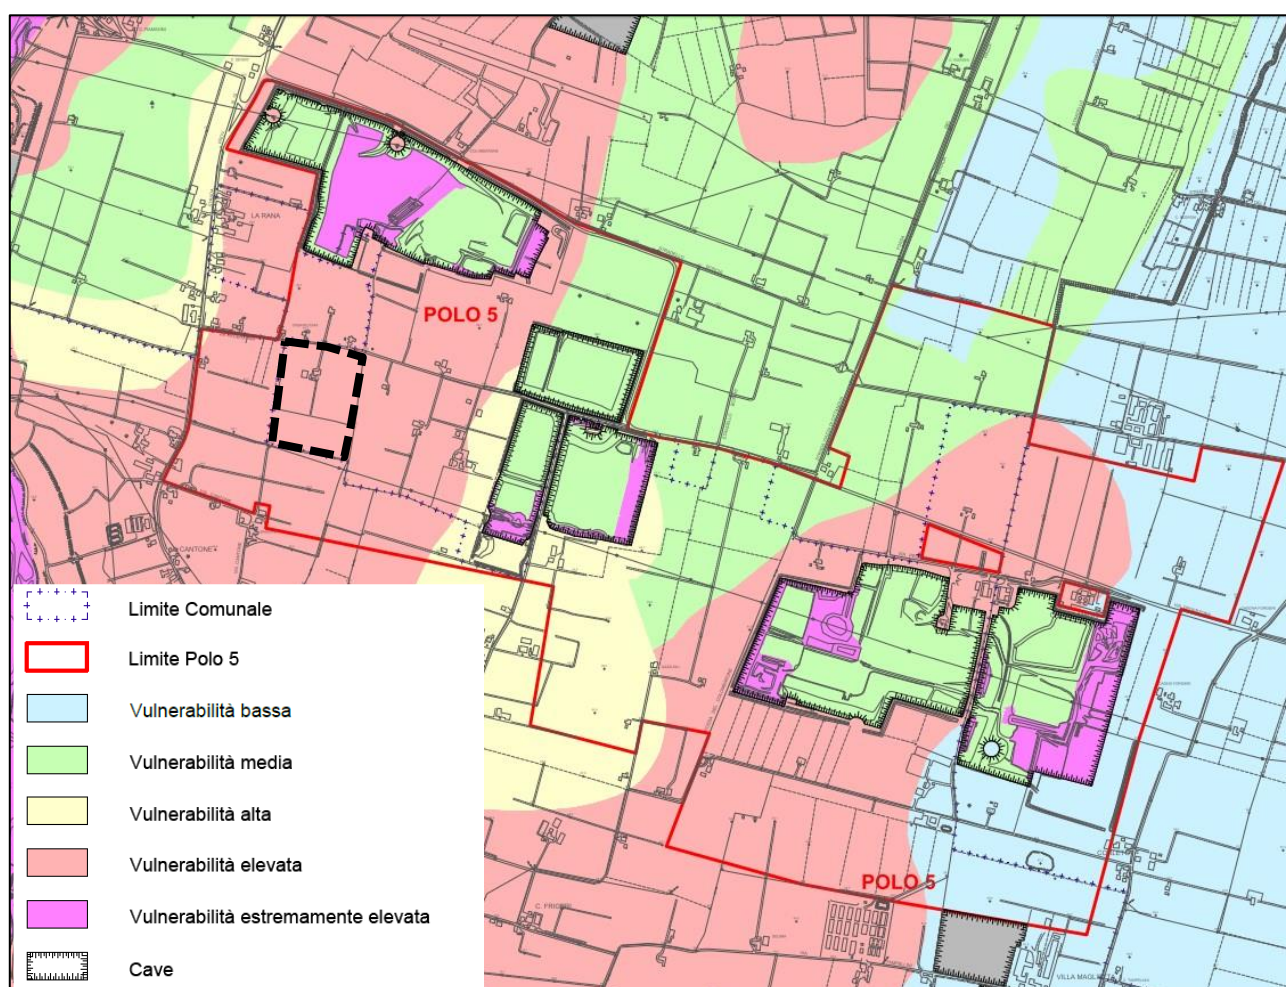 LA RANA
POLO 5
CANTONE
POLO 5
C. FRIGNI
VILLA MAGL
Limite Comunale
Limite Polo 5
Vulnerabilità bassa
Vulnerabilità media
Vulnerabilità alta
Vulnerabilità elevata
Vulnerabilità estremamente elevata
Cave